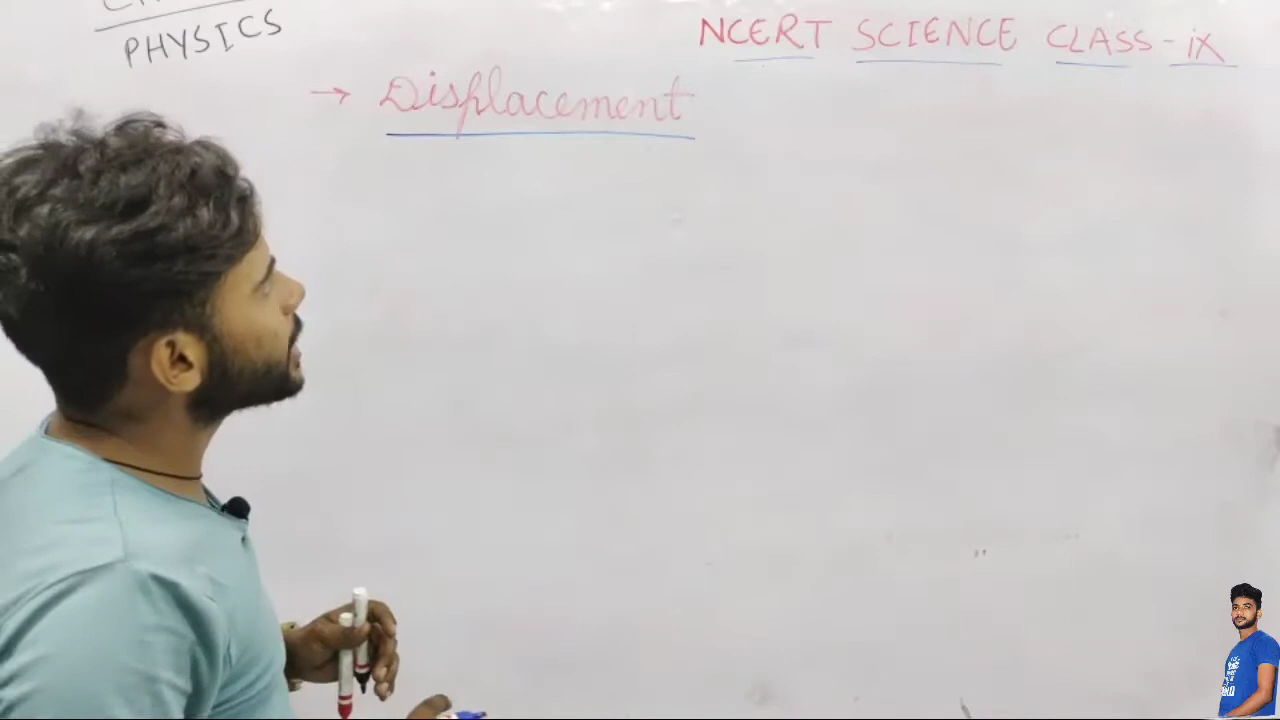 PHYSICS
NCERT SCIENCE CLASS - ix
→ Displacement